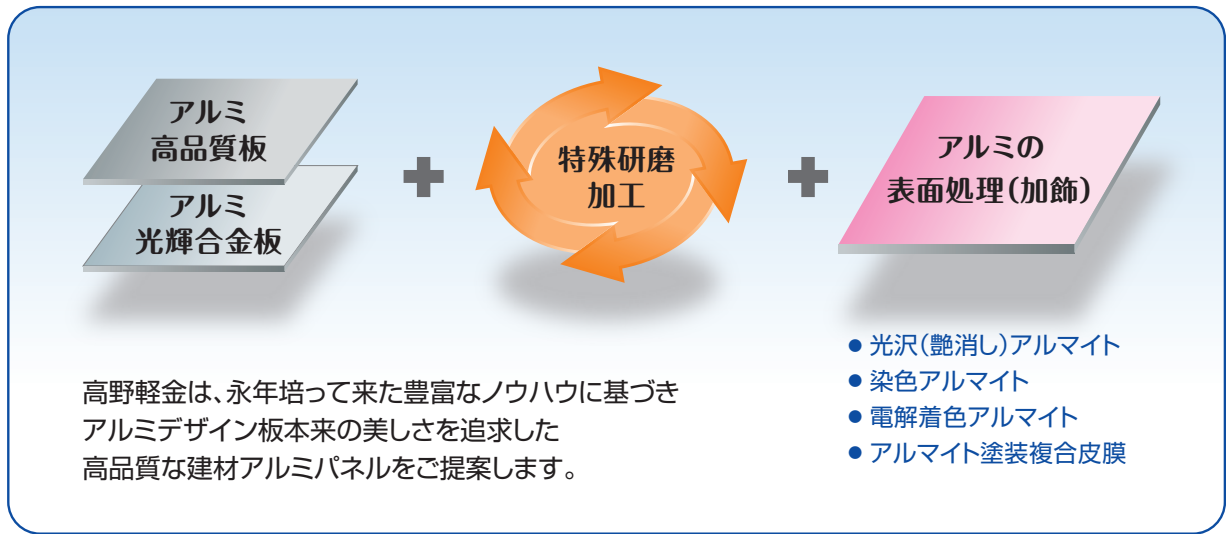 アルミ
高品質板
アルミ
光輝合金板
特殊研磨
加工
アルミの
表面処理(加飾)
● 光沢(艶消し)アルマイト
● 染色アルマイト
● 電解着色アルマイト
● アルマイト塗装複合皮膜
高野軽金は、永年培って来た豊富なノウハウに基づき
アルミデザイン板本来の美しさを追求した
高品質な建材アルミパネルをご提案します。